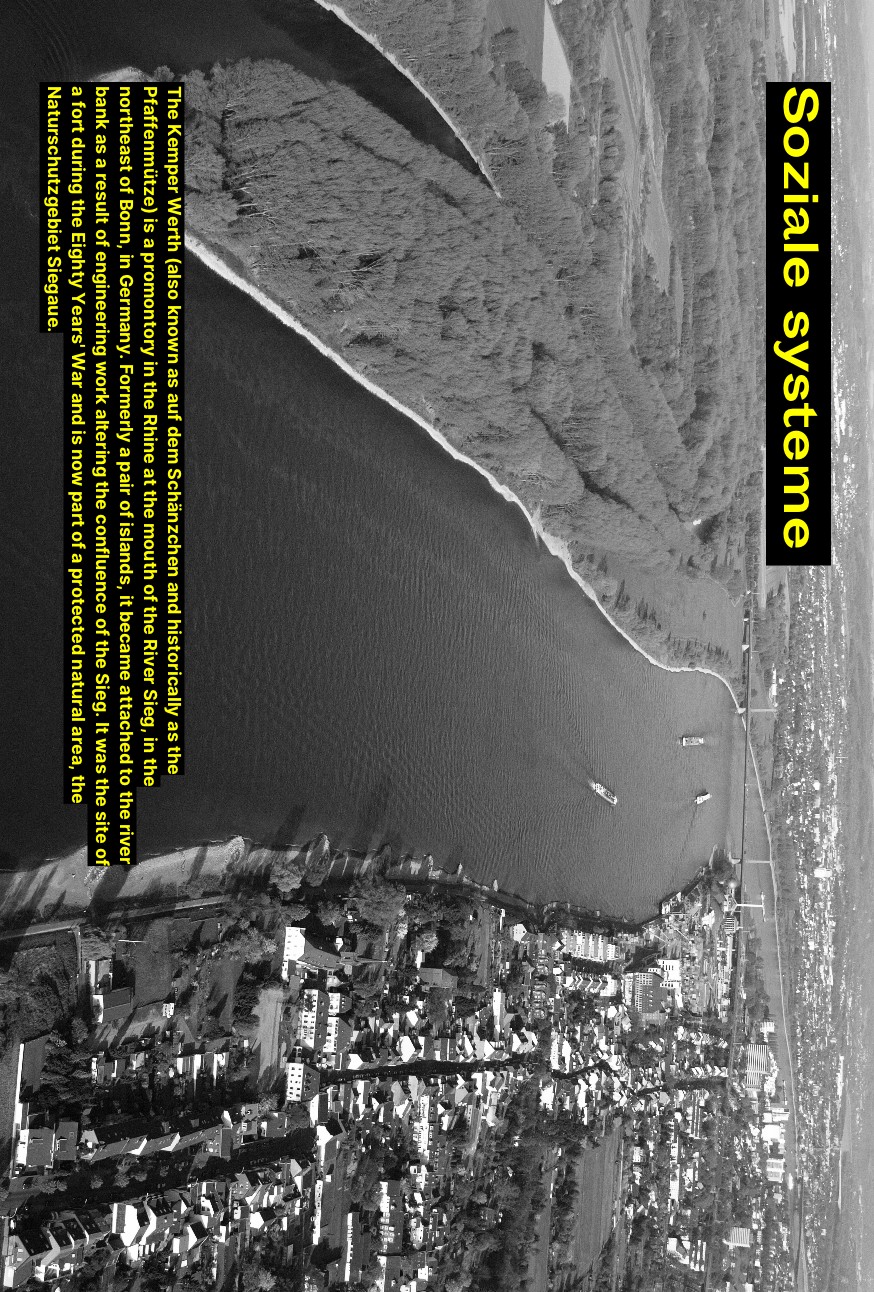 Soziale systeme
The Kemper Werth (also known as auf dem Schänzchen and historically as the
Pfaffenmütze) is a promontory in the Rhine at the mouth of the River Sieg, in the
northeast of Bonn, in Germany. Formerly a pair of islands, it became attached to the river
bank as a result of engineering work altering the confluence of the Sieg. It was the site of
a fort during the Eighty Years' War and is now part of a protected natural area, the
Naturschutzgebiet Siegaue.